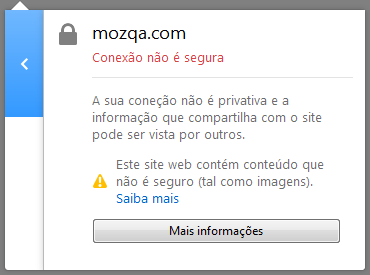 mozqa.com
Conexão não é segura
A sua coneção não é privativa e a
informação que compartilha com o site
pode ser vista por outros.
Este site web contém conteúdo que
não é seguro (tal como imagens).
Saiba mais
Mais informações